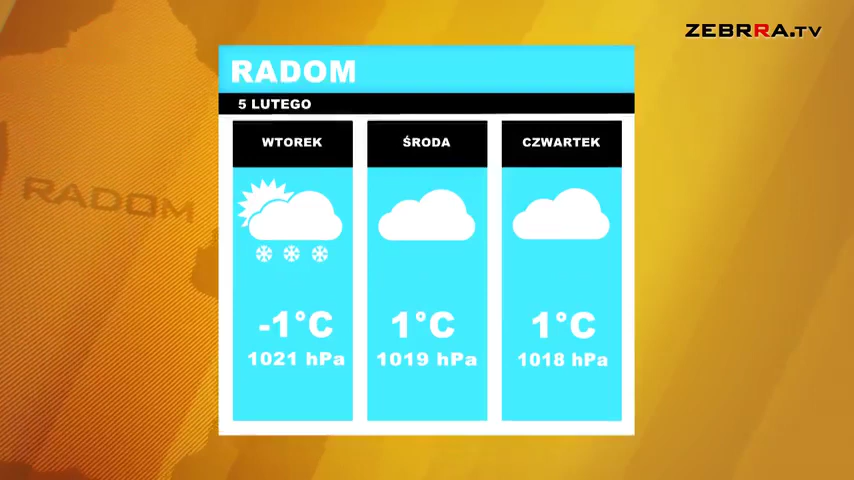 ZEBRRA.TV
RADOM
5 LUTEGO
WTOREK
ŚRODA
CZWARTEK
RADOM
-1°C
1°C
1°C
1021 hPa
1019 hPa
1018 hPa